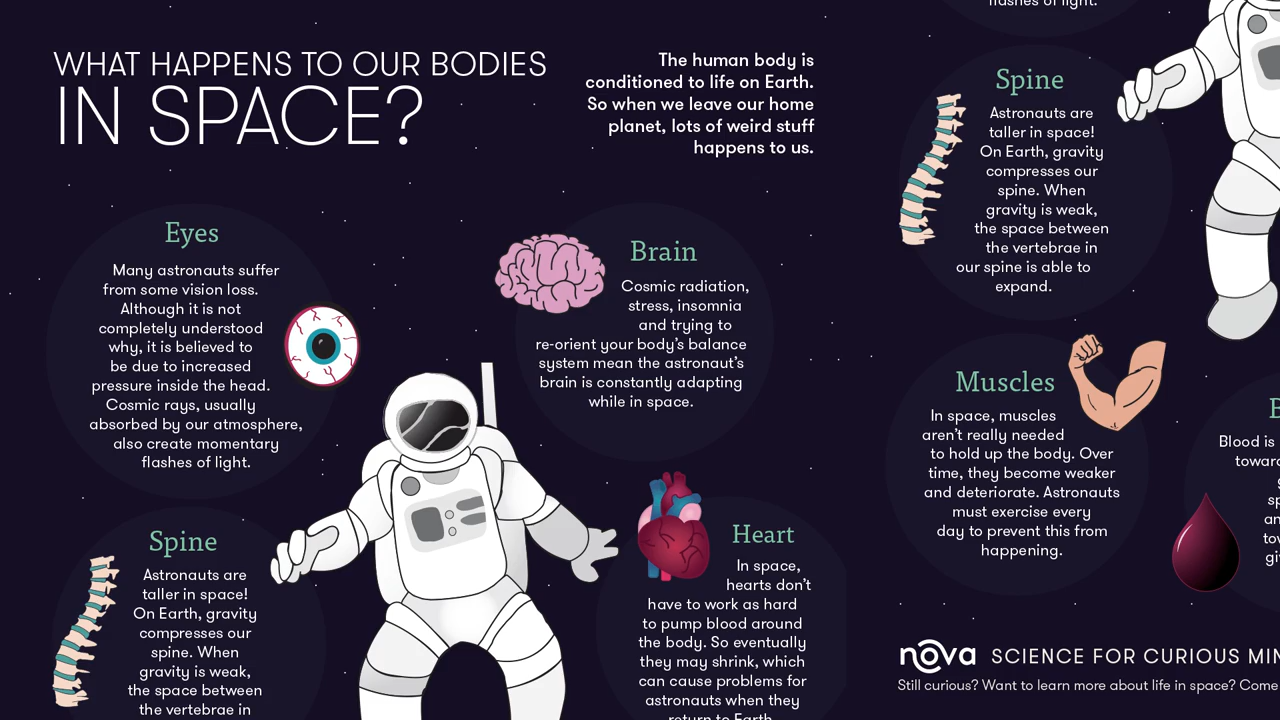 WHAT HAPPENS TO OUR BODIES
IN SPACE?
The human body is
conditioned to life on Earth.
So when we leave our home
planet, lots of weird stuff
happens to us.
Eyes
Many astronauts suffer
from some vision loss.
Although it is not
completely understood
why, it is believed to
be due to increased
pressure inside the head.
Cosmic rays, usually
absorbed by our atmosphere,
also create momentary
flashes of light.
Brain
Cosmic radiation,
stress, insomnia
and trying to
re-orient your body's balance
system mean the astronaut's
brain is constantly adapting
while in space.
Spine
Astronauts are
taller in space!
On Earth, gravity
compresses our
spine. When
gravity is weak,
the space between
the vertebrae in
Heart
In space,
hearts don't
have to work as hard
to pump blood around
the body. So eventually
they may shrink, which
can cause problems for
astronauts when they
return to Earth.
flashes of light.
Spine
Astronauts are
taller in space!
On Earth, gravity
compresses our
spine. When
gravity is weak,
the space between
the vertebrae in
our spine is able to
expand.
Muscles
In space, muscles
aren't really needed
to hold up the body. Over
time, they become weaker
and deteriorate. Astronauts
must exercise every
day to prevent this from
happening.
Blood is
nova SCIENCE FOR CURIOUS
Still curious? Want to learn more about life in space? Come